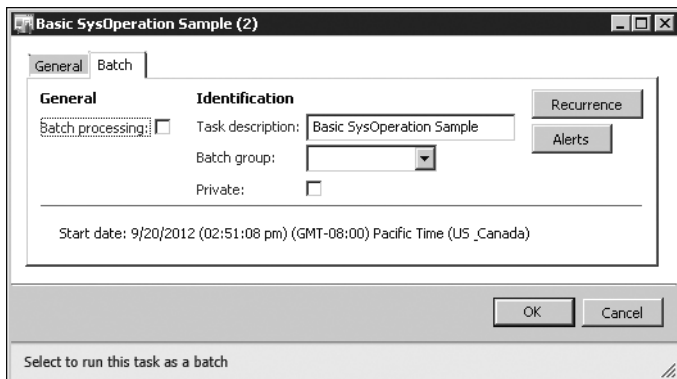 Basic SysOperation Sample (2)
General Batch
General
Batch processing:
Identification
Task description: Basic SysOperation Sample
Batch group:
Private:
Recurrence
Alerts
Start date: 9/20/2012 (02:51:08 pm) (GMT-08:00) Pacific Time (US _Canada)
OK Cancel
Select to run this task as a batch